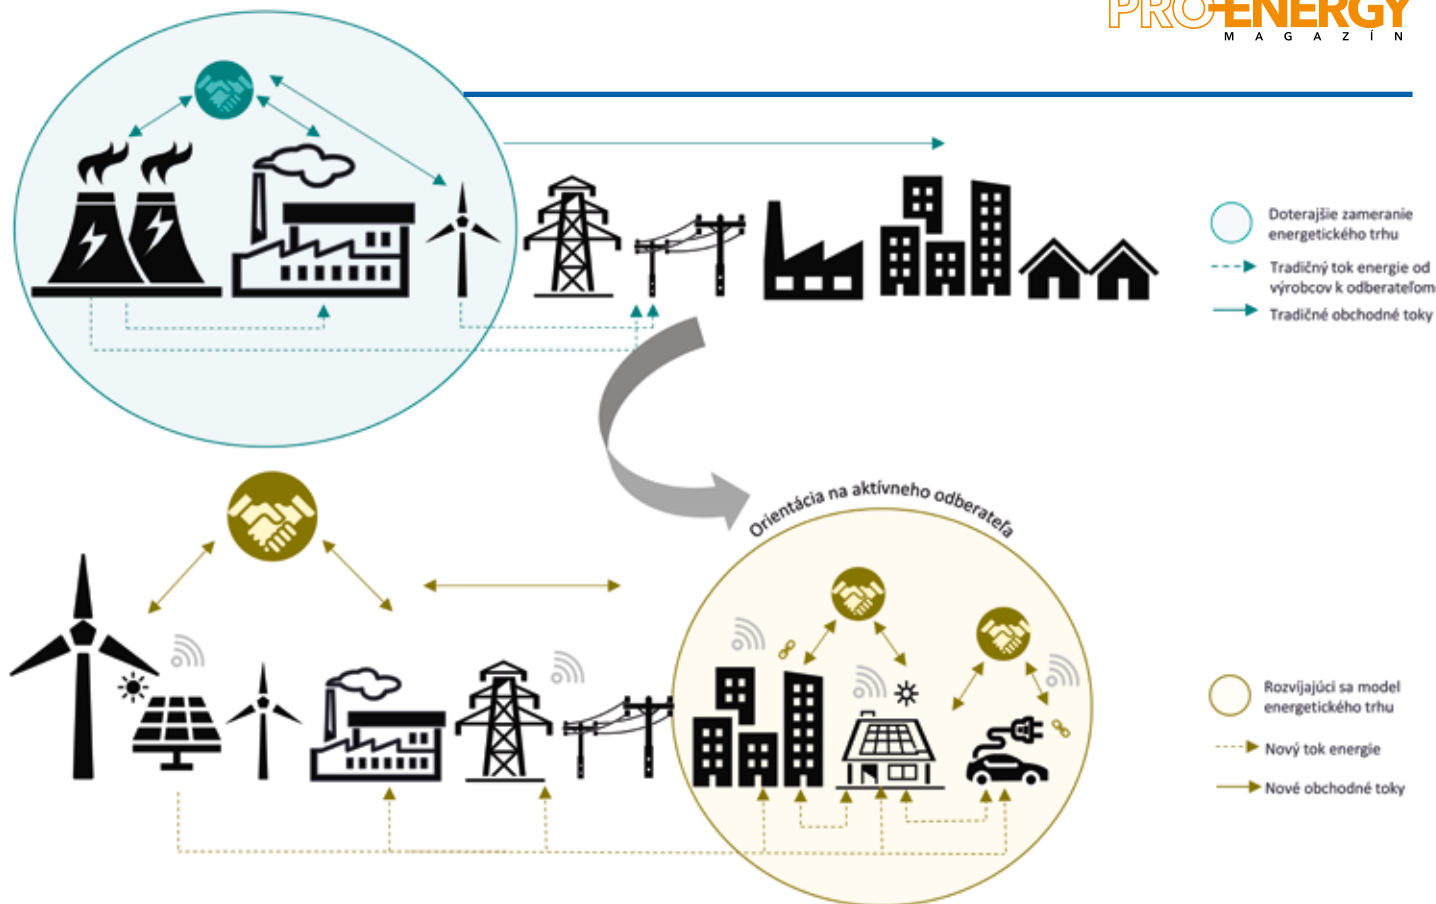 PRO+ENERGY
MAGAZÍN
Doterajšie zameranie
energetického trhu
Tradičný tok energie od
výrobcov k odberateľom
Tradičné obchodné toky
Orientácia na aktívneho odberateľa
Rozvíjajúci sa model
energetického trhu
Nový tok energie
Nové obchodné toky